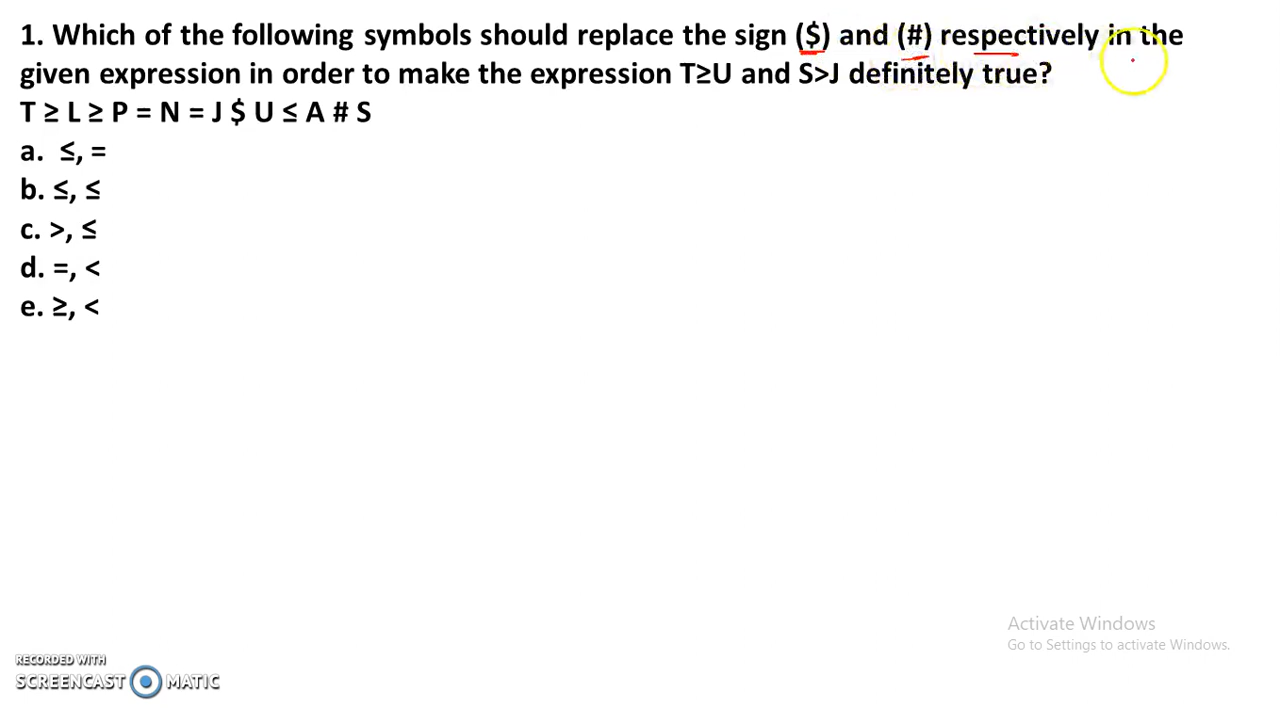 1. Which of the following symbols should replace the sign ($) and (#) respectively in the
given expression in order to make the expression T≥U and S>J definitely true?
T ≥ L ≥ P = N = J $ U ≤ A # S
a. ≤, =
b. ≤, ≤
c. >, ≤
d. =, <
e. ≥, <
Activate Windows
Go to Settings to activate Windows.
RECORDED WITH
SCREENCAST MATIC